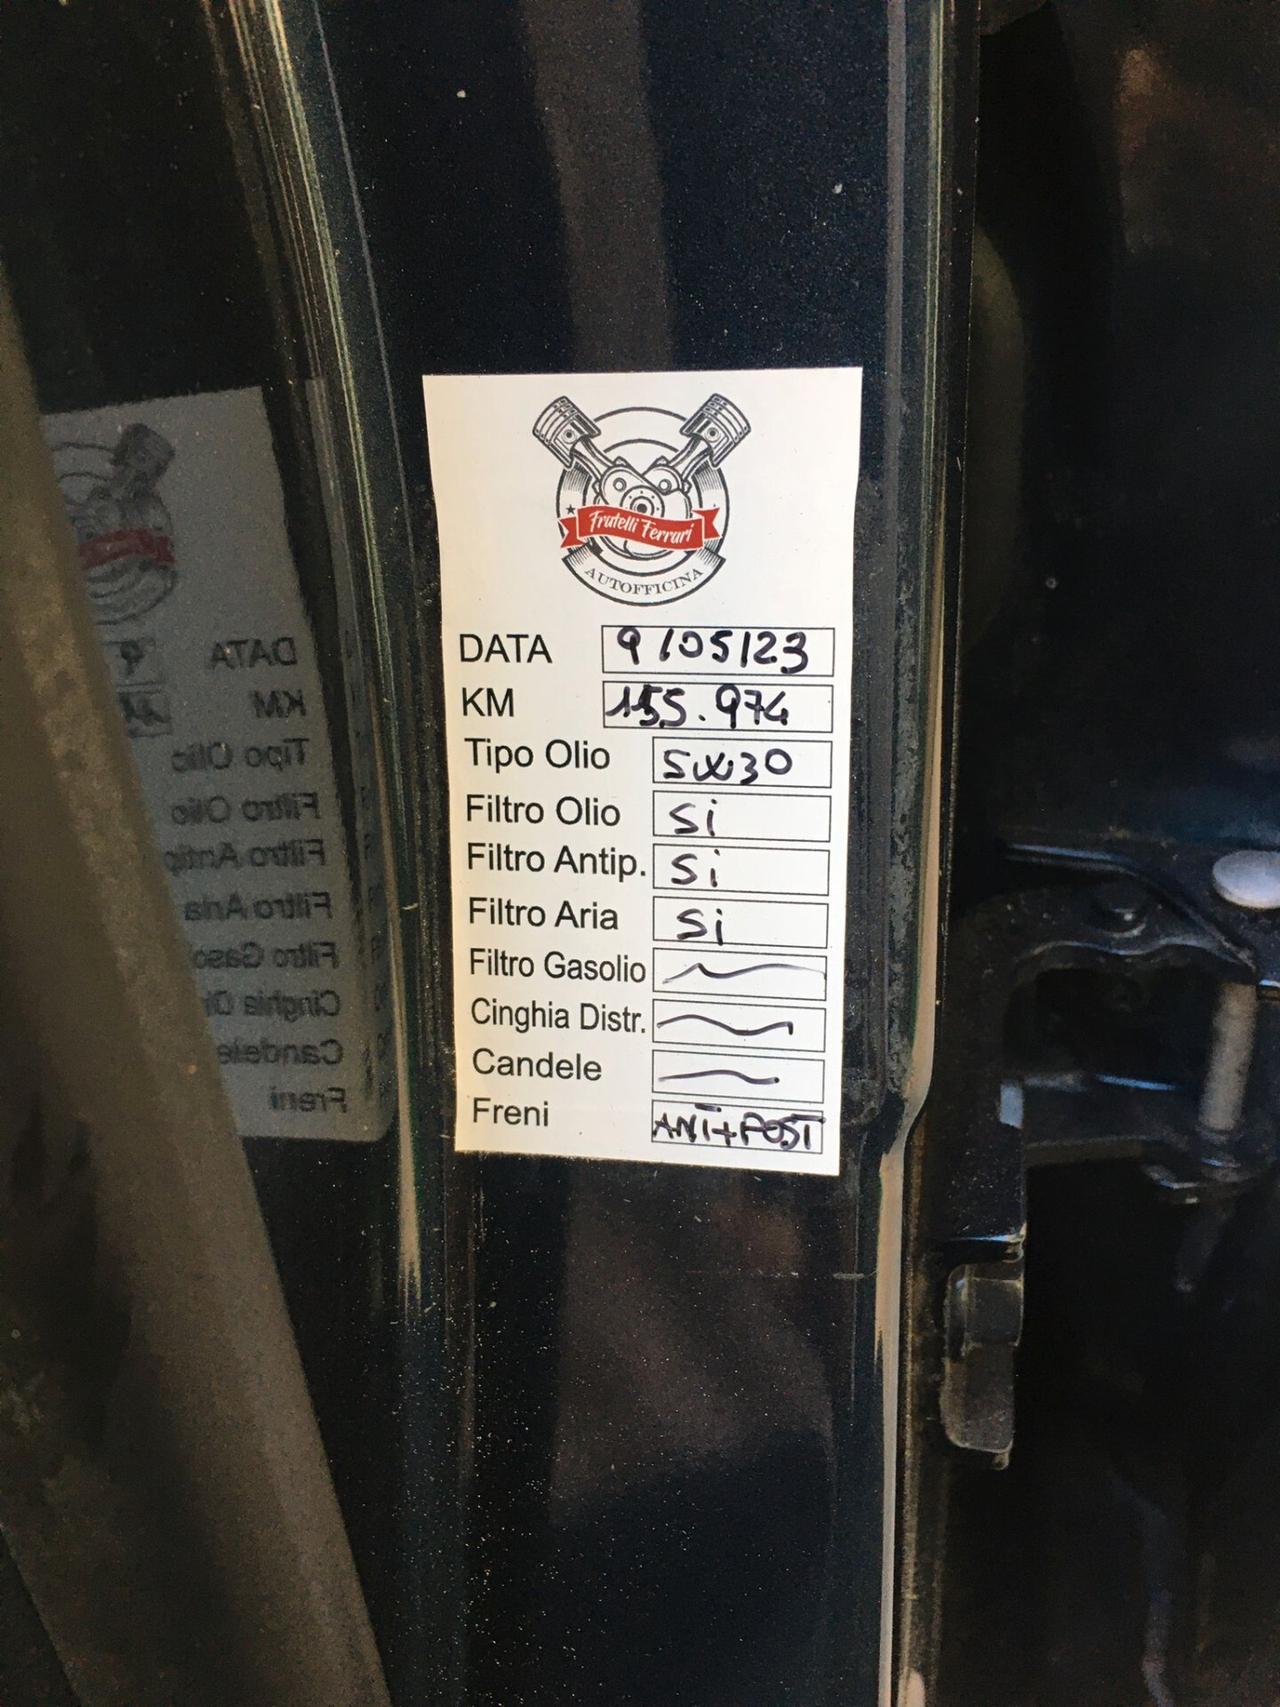 Fratelli Ferrari
AUTOFFICINA
DATA 9/05/23
KM 155.974
Tipo Olio 5W30
Filtro Olio Si
Filtro Antip. Si
Filtro Aria Si
Filtro Gasolio
Cinghia Distr.
Candele
Freni ANT+POST